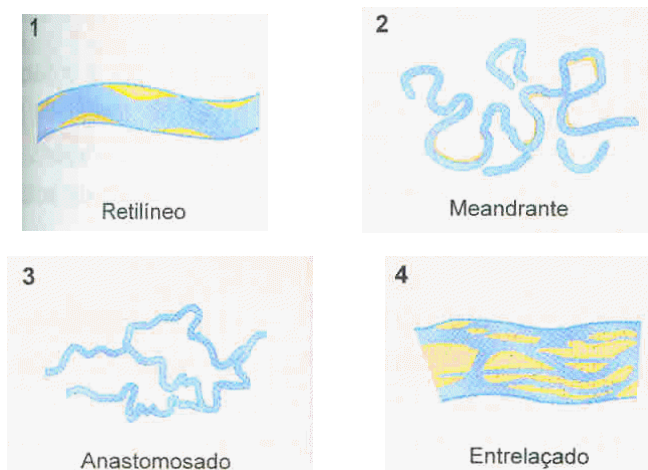 1
Retilíneo
2
Meandrante
3
Anastomosado
4
Entrelaçado